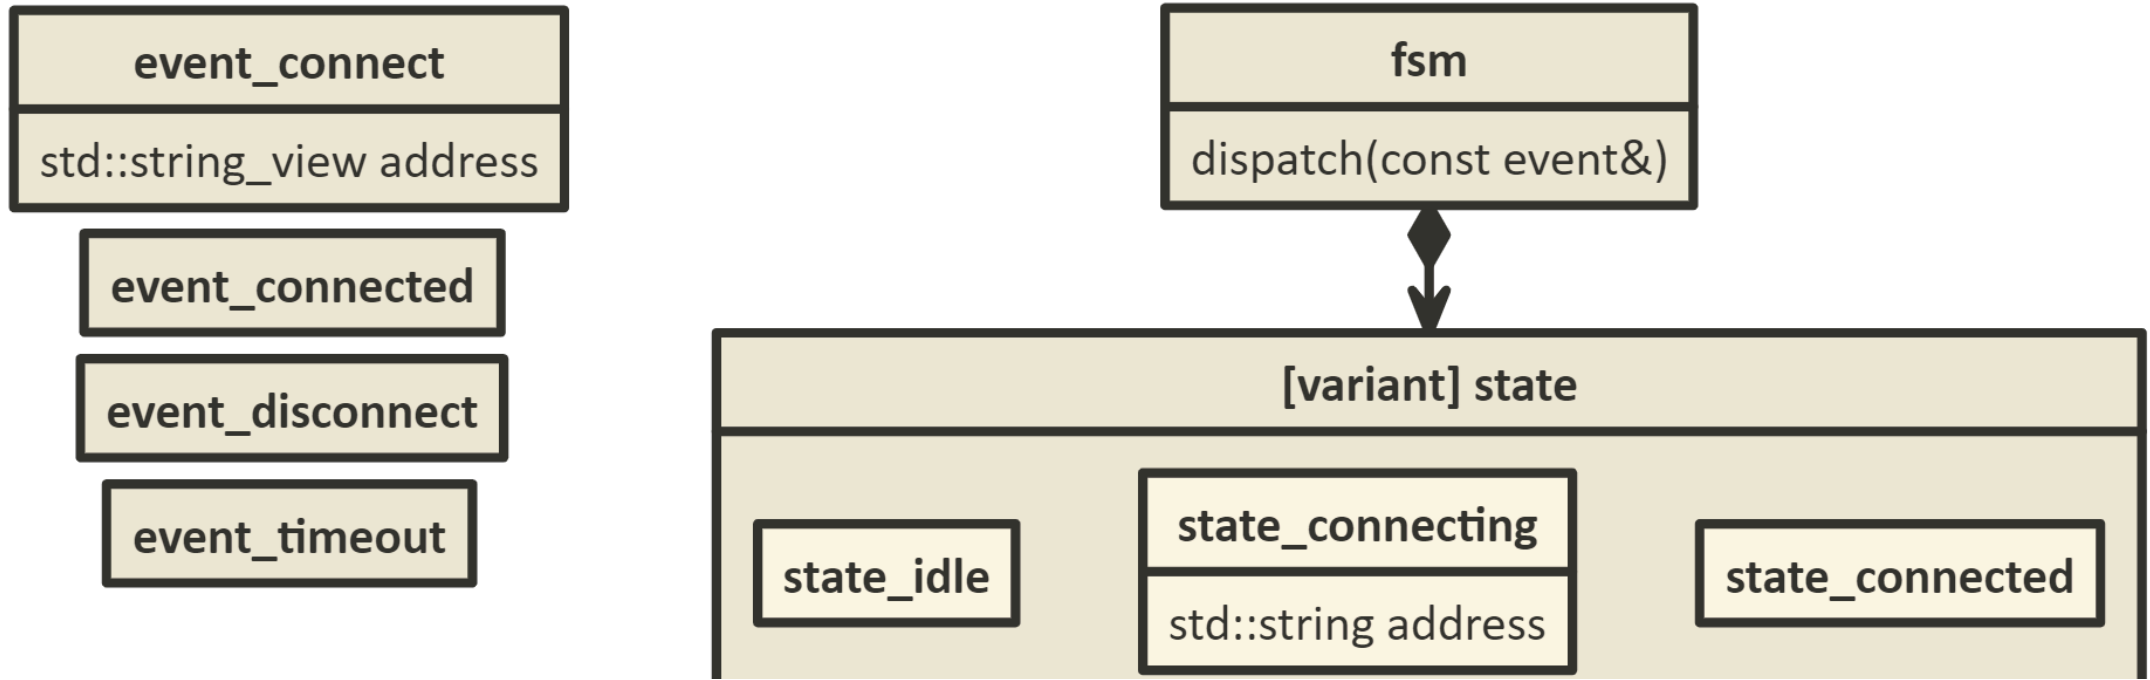 event_connect
std::string_view address
event_connected
event_disconnect
event_timeout
fsm
dispatch(const event&)
[variant] state
state_idle
state_connecting
std::string address
state_connected